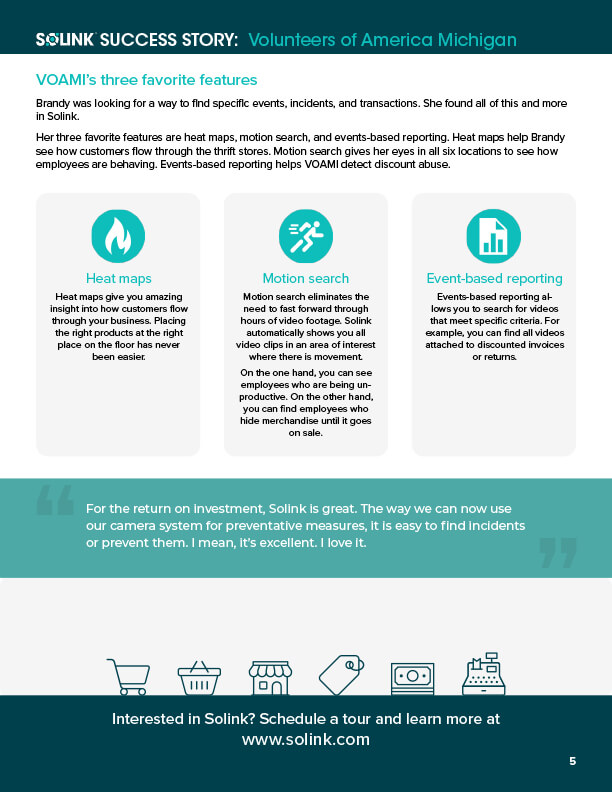 SOLINK SUCCESS STORY: Volunteers of America Michigan
VOAMI's three favorite features
Brandy was looking for a way to find specific events, incidents, and transactions. She found all of this and more
in Solink.
Her three favorite features are heat maps, motion search, and events-based reporting. Heat maps help Brandy
see how customers flow through the thrift stores. Motion search gives her eyes in all six locations to see how
employees are behaving. Events-based reporting helps VOAMI detect discount abuse.
Heat maps
Heat maps give you amazing
insight into how customers flow
through your business. Placing
the right products at the right
place on the floor has never
been easier.
Motion search
Motion search eliminates the
need to fast forward through
hours of video footage. Solink
automatically shows you all
video clips in an area of interest
where there is movement.
On the one hand, you can see
employees who are being un-
productive. On the other hand,
you can find employees who
hide merchandise until it goes
on sale.
Event-based reporting
Events-based reporting al-
lows you to search for videos
that meet specific criteria. For
example, you can find all videos
attached to discounted invoices
or returns.
“
For the return on investment, Solink is great. The way we can now use
our camera system for preventative measures, it is easy to find incidents
or prevent them. I mean, it's excellent. I love it.
”
Interested in Solink? Schedule a tour and learn more at
www.solink.com
5